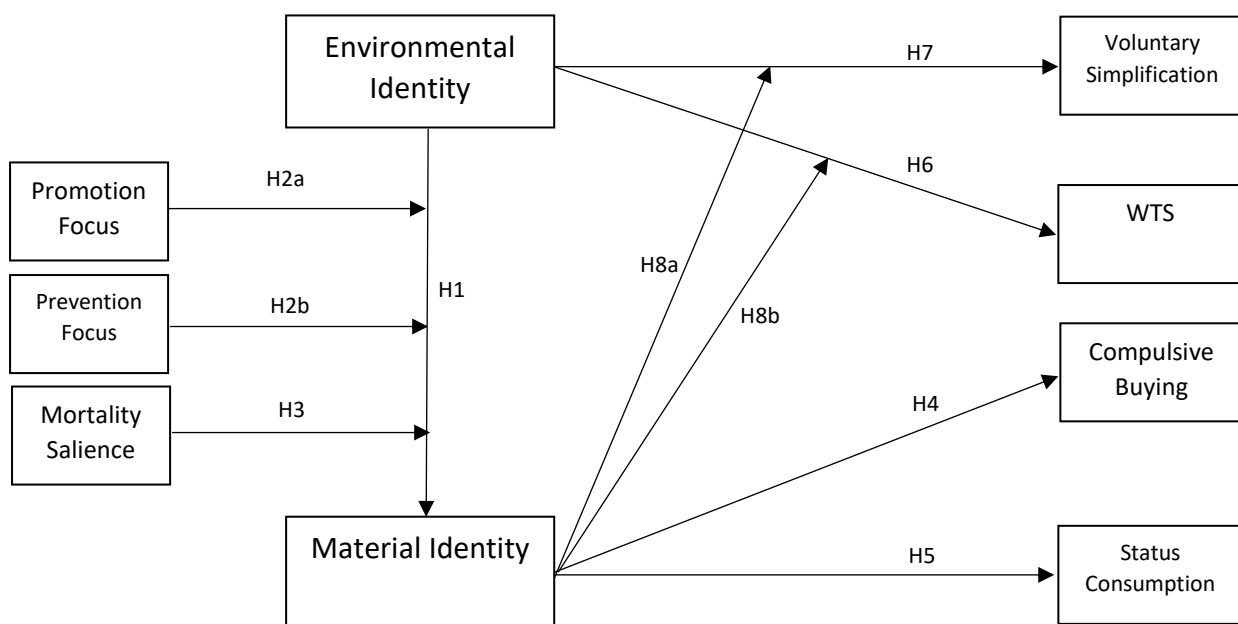 Environmental
Identity
H7
Voluntary
Simplification
H2a
Promotion
Focus
H6
WTS
H8a
H1
Prevention
Focus
H2b
H8b
Compulsive
Buying
Mortality
Salience
H3
H4
Material Identity
H5
Status
Consumption